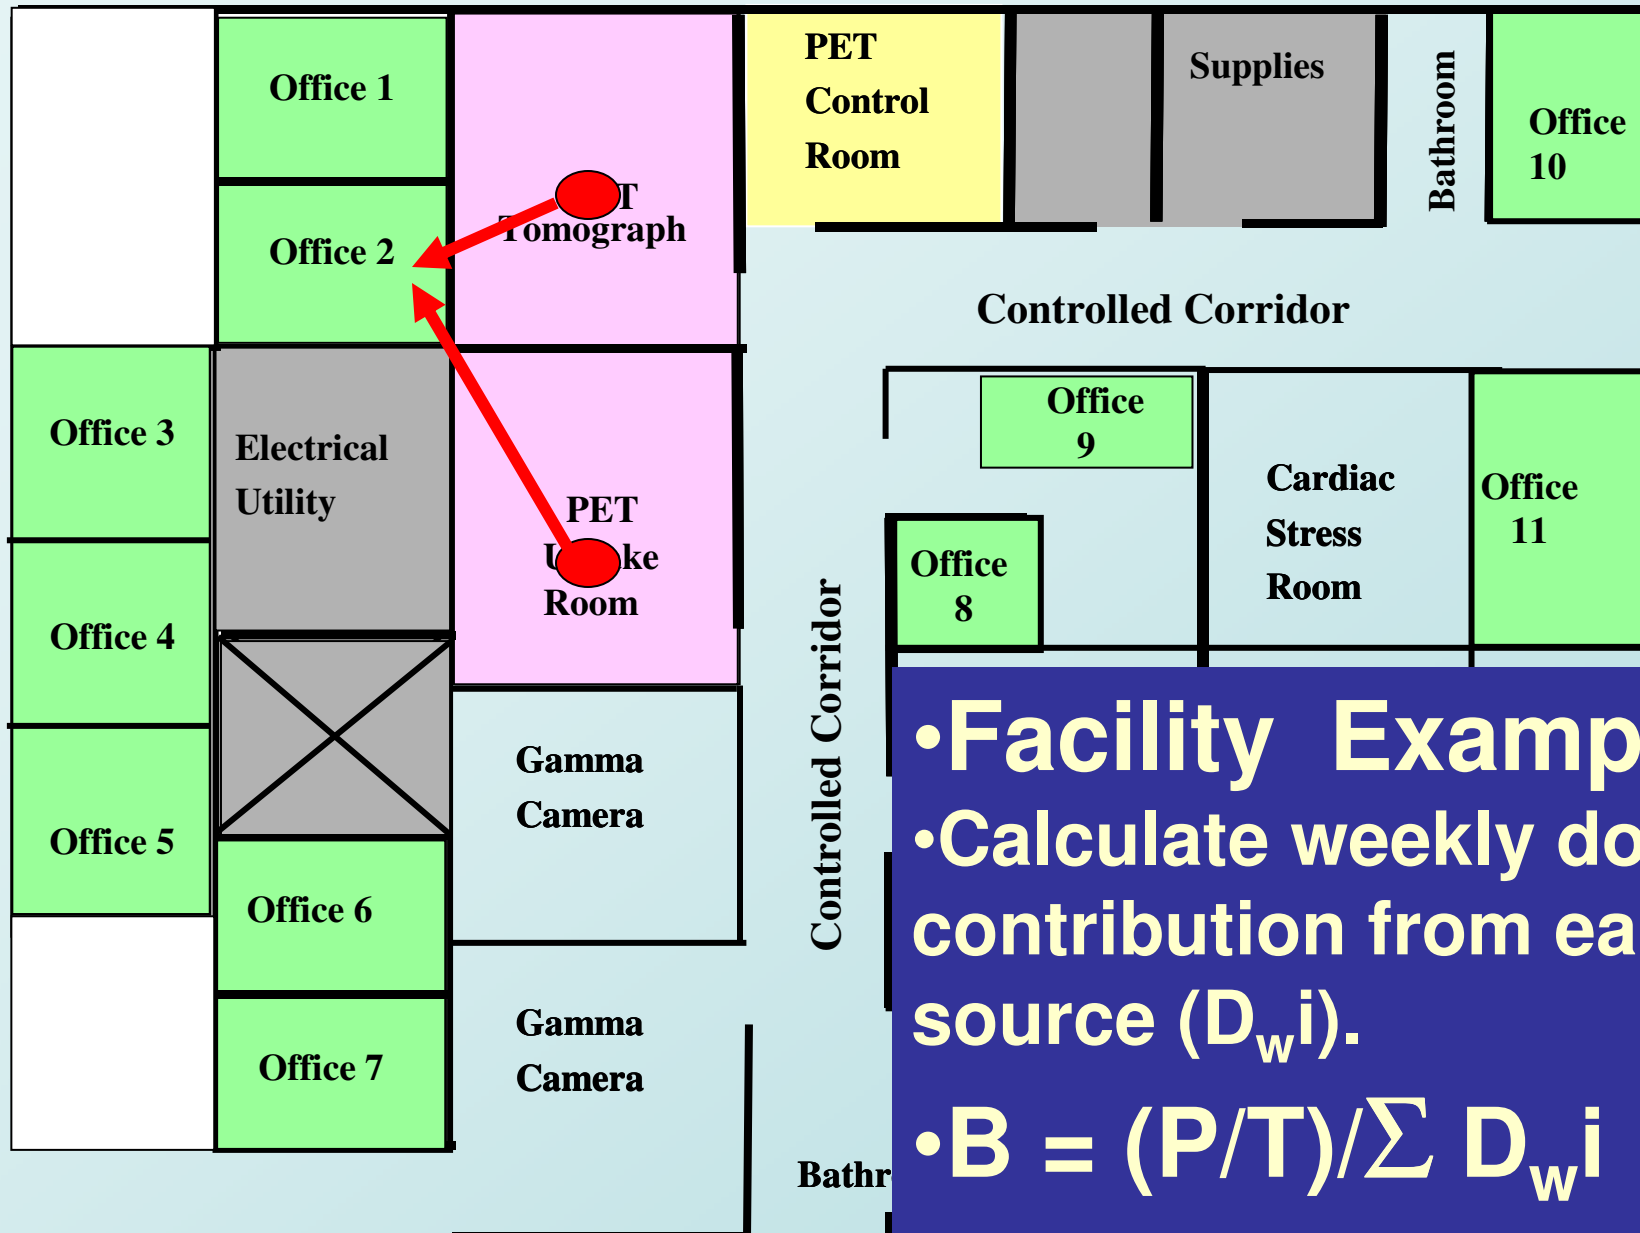 Office 1
PET
Control
Room
Supplies
Bathroom
Office
10
Office 2
T
Tomograph
Controlled Corridor
Office 3
Electrical
Utility
Office
9
Cardiac
Stress
Room
Office
11
PET
U ke
Room
Office
8
Office 4
Controlled Corridor
Gamma
Camera
Office 5
Office 6
Gamma
Camera
Office 7
Bathr
•Facility Examp
•Calculate weekly do
contribution from ea
source (Dwi).
•B = (P/T)/Σ Dwi